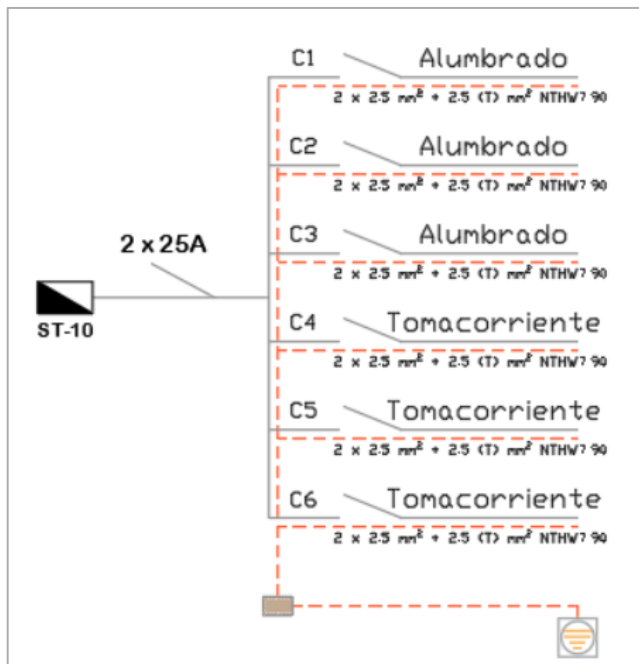 C1 Alumbrado
2 x 2.5 mm² + 2.5 (T) mm² NTHW? 90
C2 Alumbrado
2 x 2.5 mm² + 2.5 (T) mm² NTHW? 90
C3 Alumbrado
2 x 2.5 mm² + 2.5 (T) mm² NTHW? 90
2 x 25A
ST-10
C4 Tomacorriente
2 x 2.5 mm² + 2.5 (T) mm² NTHW? 90
C5 Tomacorriente
2 x 2.5 mm² + 2.5 (T) mm² NTHW? 90
C6 Tomacorriente
2 x 2.5 mm² + 2.5 (T) mm² NTHW? 90